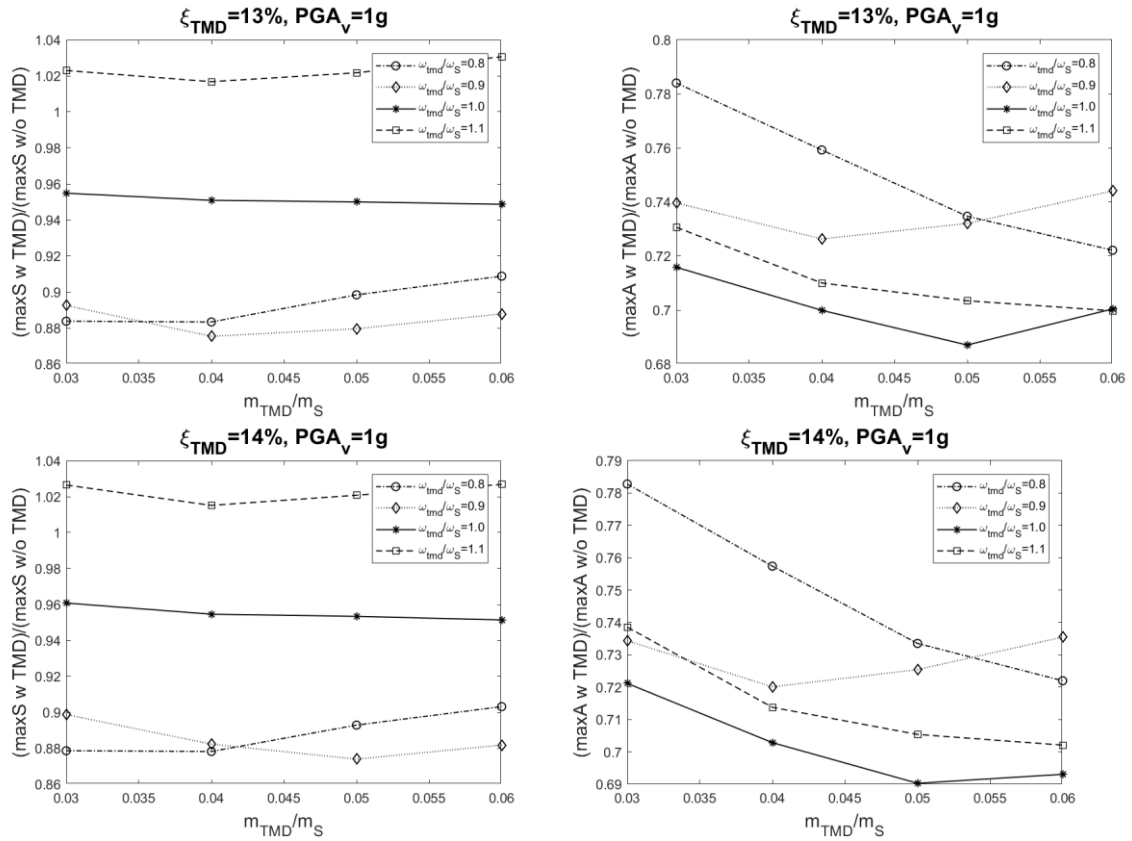 ξTMD=13%, PGAv=1g
1.04
1.02
1
0.98
0.96
0.94
0.92
0.9
0.88
0.86
0.03
0.035
0.04
0.045
0.05
0.055
0.06
(maxS w TMD)/(maxS w/o TMD)
mTMD/mS
ωtmd/ωS=0.8
ωtmd/ωS=0.9
ωtmd/ωS=1.0
ωtmd/ωS=1.1
ξTMD=13%, PGAv=1g
0.8
0.78
0.76
0.74
0.72
0.7
0.68
0.03
0.035
0.04
0.045
0.05
0.055
0.06
(maxA w TMD)/(maxA w/o TMD)
mTMD/mS
ωtmd/ωS=0.8
ωtmd/ωS=0.9
ωtmd/ωS=1.0
ωtmd/ωS=1.1
ξTMD=14%, PGAv=1g
1.04
1.02
1
0.98
0.96
0.94
0.92
0.9
0.88
0.86
0.03
0.035
0.04
0.045
0.05
0.055
0.06
(maxS w TMD)/(maxS w/o TMD)
mTMD/mS
ωtmd/ωS=0.8
ωtmd/ωS=0.9
ωtmd/ωS=1.0
ωtmd/ωS=1.1
ξTMD=14%, PGAv=1g
0.79
0.78
0.77
0.76
0.75
0.74
0.73
0.72
0.71
0.7
0.69
0.03
0.035
0.04
0.045
0.05
0.055
0.06
(maxA w TMD)/(maxA w/o TMD)
mTMD/mS
ωtmd/ωS=0.8
ωtmd/ωS=0.9
ωtmd/ωS=1.0
ωtmd/ωS=1.1